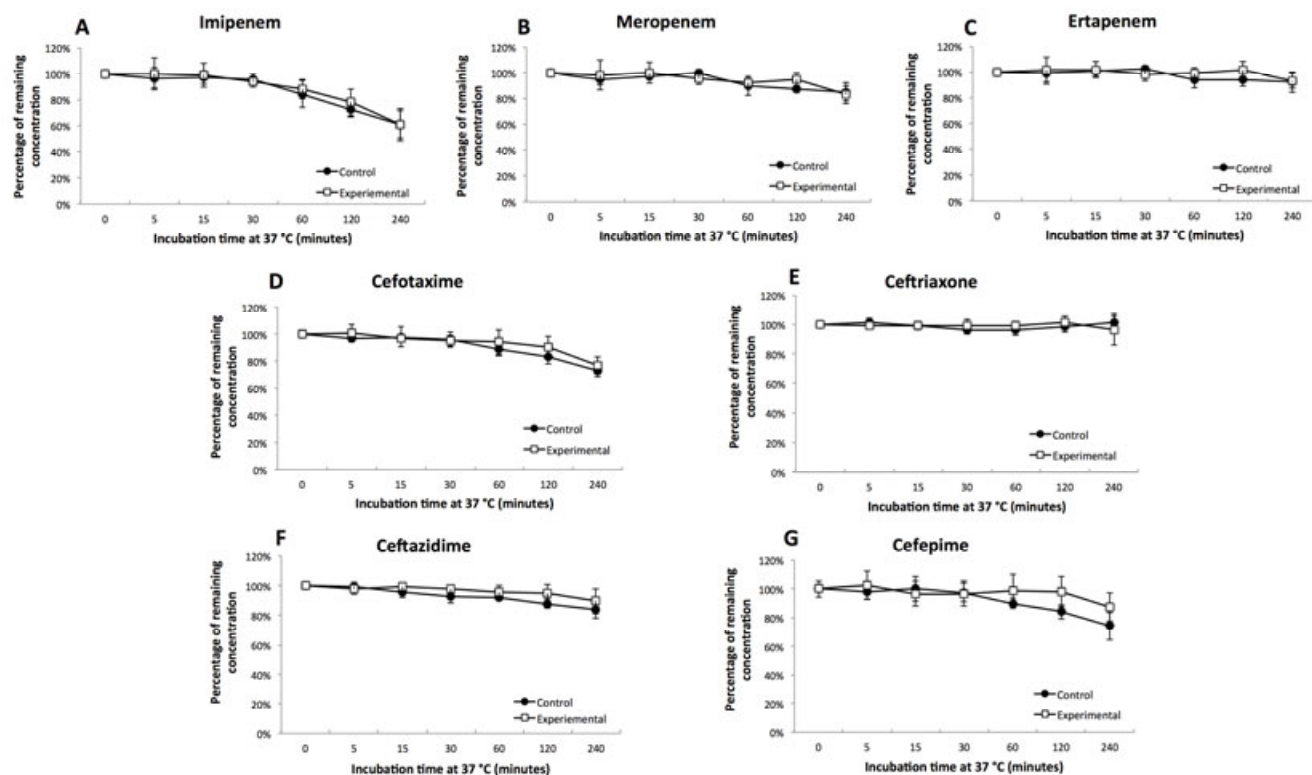 A
Imipenem
Percentage of remaining
concentration
120%
100%
80%
60%
40%
20%
0%
Control
Experiemental
0 5 15 30 60 120 240
Incubation time at 37 °C (minutes)
B
Meropenem
Percentage of remaining
concentration
120%
100%
80%
60%
40%
20%
0%
Control
Experimental
0 5 15 30 60 120 240
Incubation time at 37 °C (minutes)
C
Ertapenem
Percentage of remaining
concentration
120%
100%
80%
60%
40%
20%
0%
Control
Experimental
0 5 15 30 60 120 240
Incubation time at 37 °C (minutes)
D
Cefotaxime
Percentage of remaining
concentration
120%
100%
80%
60%
40%
20%
0%
Control
Experimental
0 5 15 30 60 120 240
Incubation time at 37 °C (minutes)
E
Ceftriaxone
Percentage of remaining
concentration
120%
100%
80%
60%
40%
20%
0%
Control
Experimental
0 5 15 30 60 120 240
Incubation time at 37 °C (minutes)
F
Ceftazidime
Percentage of remaining
concentration
120%
100%
80%
60%
40%
20%
0%
Control
Experiemental
0 5 15 30 60 120 240
Incubation time at 37 °C (minutes)
G
Cefepime
Percentage of remaining
concentration
120%
100%
80%
60%
40%
20%
0%
Control
Experimental
0 5 15 30 60 120 240
Incubation time at 37 °C (minutes)